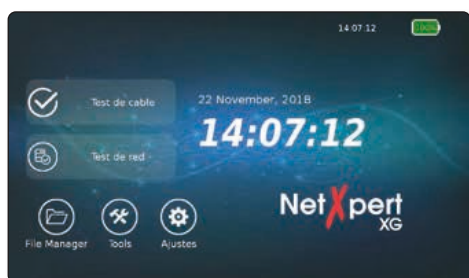 14:07:12
100%
Test de cable
22 November, 2018
14:07:12
Test de red
NetXpert
XG
File Manager
Tools
Ajustes